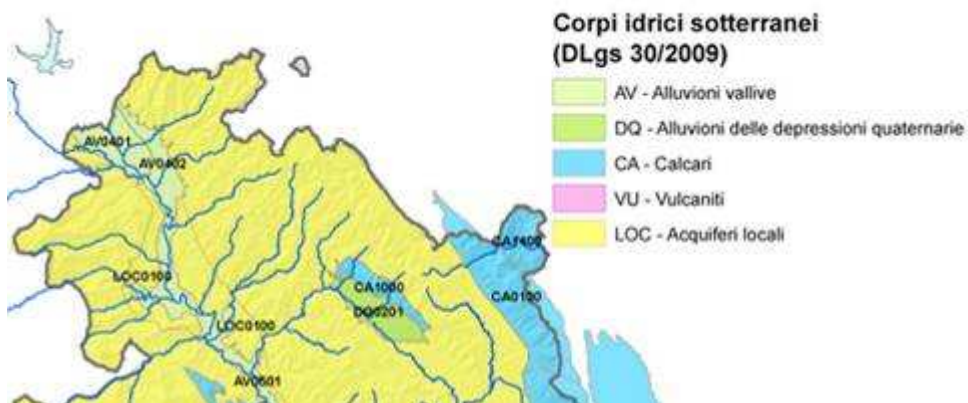 Corpi idrici sotterranei
(DLgs 30/2009)
AV - Alluvioni vallive
DQ - Alluvioni delle depressioni quaternarie
CA - Calcari
VU - Vulcaniti
LOC - Acquiferi locali
AV0401
AV0402
CA1400
LOC0100
CA1000
CA0100
DQ0201
LOC0100
AV0501